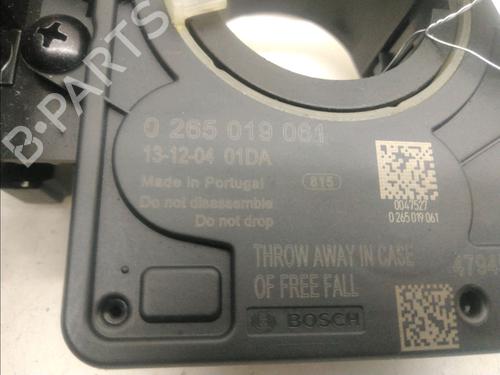 0 265 019 061
13-12-04 01DA
Made in Portugal
815
Do not disassemble
Do not drop
0047527
0 265 019 061
THROW AWAY IN CASE
OF FREE FALL
4794
BOSCH
B-PARTS